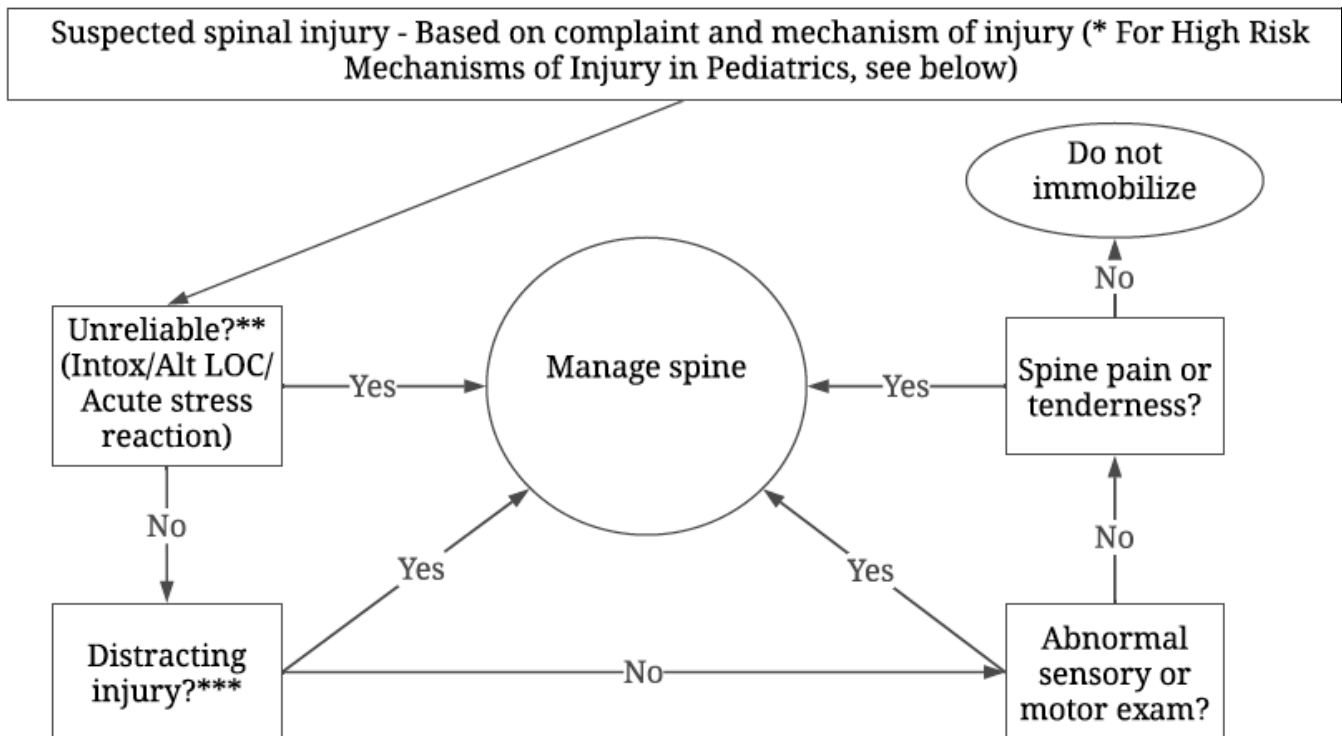 Suspected spinal injury - Based on complaint and mechanism of injury (* For High Risk
Mechanisms of Injury in Pediatrics, see below)
Do not
immobilize
No
Unreliable?**
(Intox/Alt LOC/
Acute stress
reaction)
Yes
Manage spine
Yes
Spine pain or
tenderness?
No
Yes
Yes
No
Distracting
injury?***
No
Abnormal
sensory or
motor exam?